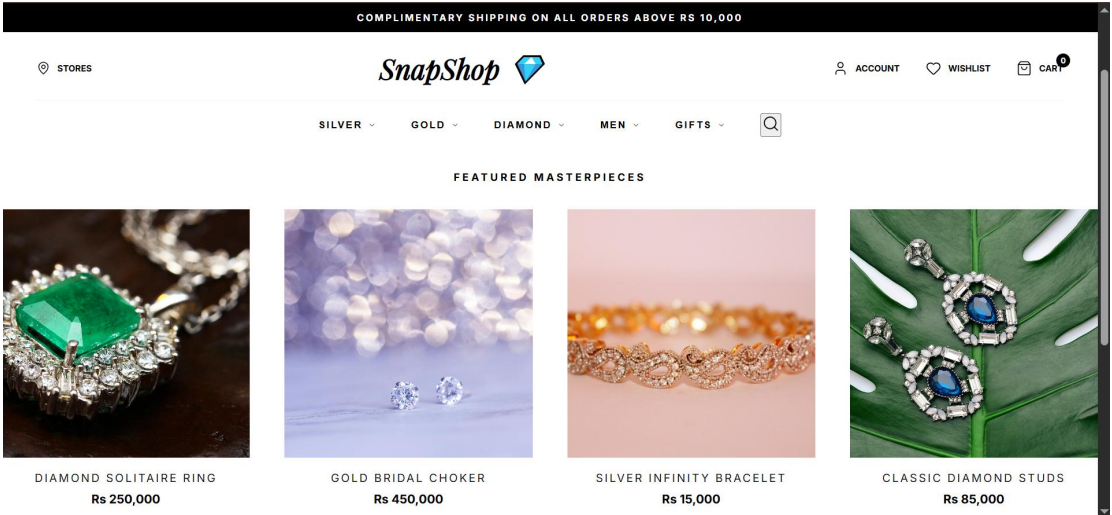 COMPLIMENTARY SHIPPING ON ALL ORDERS ABOVE RS 10,000
STORES
SnapShop
ACCOUNT
WISHLIST
CART
0
SILVER
GOLD
DIAMOND
MEN
GIFTS
FEATURED MASTERPIECES
DIAMOND SOLITAIRE RING
Rs 250,000
GOLD BRIDAL CHOKER
Rs 450,000
SILVER INFINITY BRACELET
Rs 15,000
CLASSIC DIAMOND STUDS
Rs 85,000